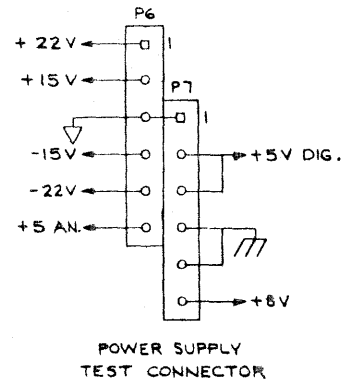 P6
+ 22V 1
+15V
P7
1
-15V
+5V DIG.
-22V
+5 AN.
+8V
POWER SUPPLY
TEST CONNECTOR